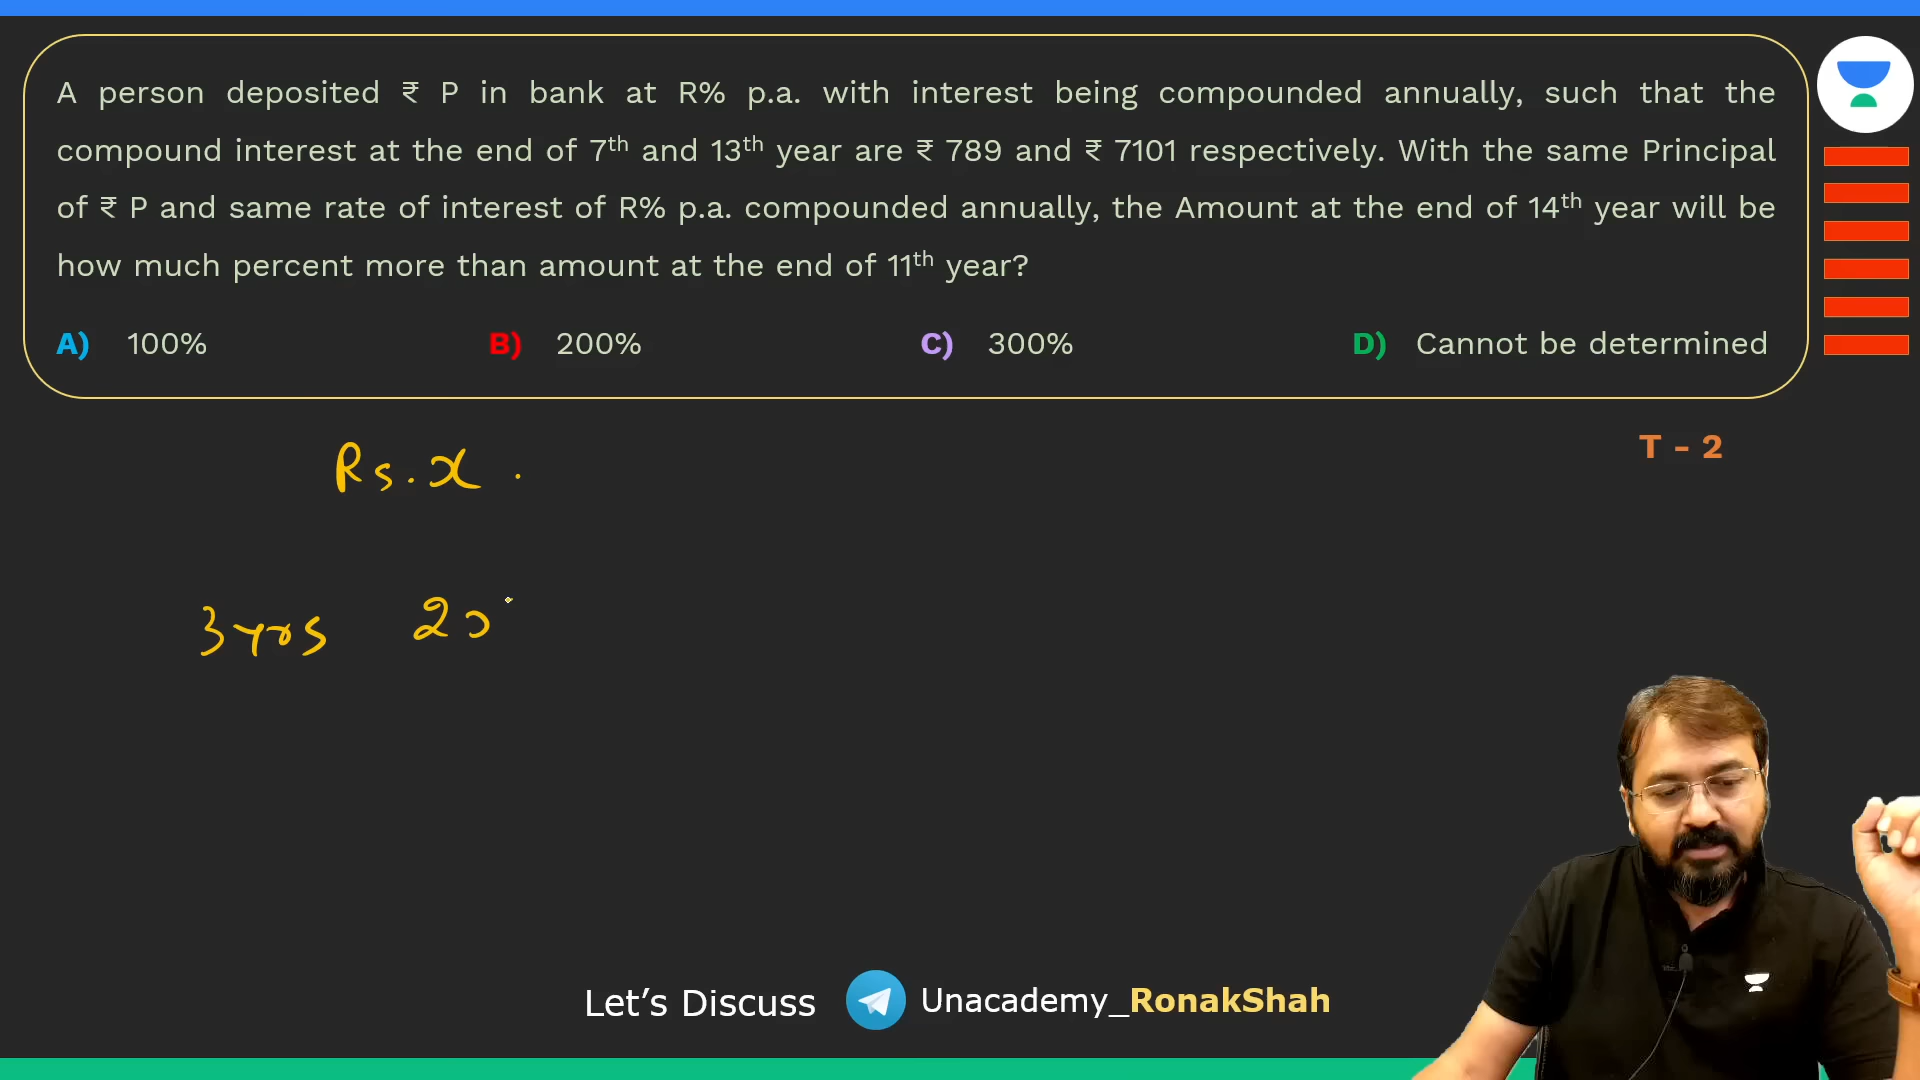 A person deposited ₹ P in bank at R% p.a. with interest being compounded annually, such that the
compound interest at the end of 7th and 13th year are ₹ 789 and ₹ 7101 respectively. With the same Principal
of ₹ P and same rate of interest of R% p.a. compounded annually, the Amount at the end of 14th year will be
how much percent more than amount at the end of 11th year?
A) 100% B) 200% C) 300% D) Cannot be determined
T - 2
Rs. x .
3 yrs
Let’s Discuss Unacademy_RonakShah